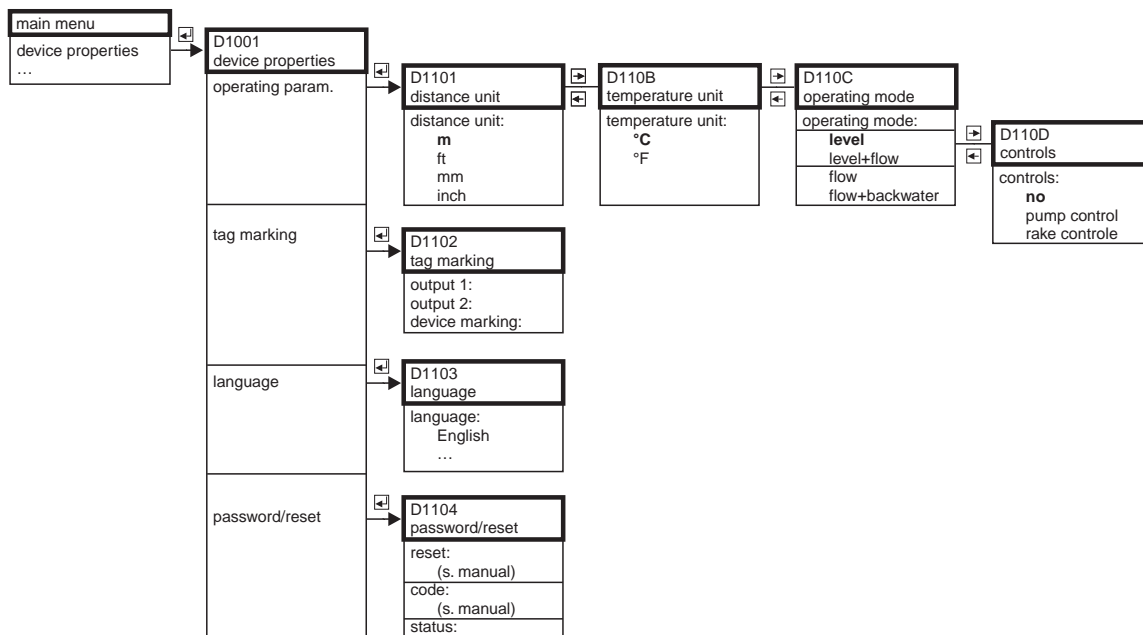 main menu
device properties
…
D1001
device properties
operating param.
D1101
distance unit
distance unit:
m
ft
mm
inch
D110B
temperature unit
temperature unit:
°C
°F
D110C
operating mode
operating mode:
level
level+flow
flow
flow+backwater
D110D
controls
controls:
no
pump control
rake controle
tag marking
D1102
tag marking
output 1:
output 2:
device marking:
language
D1103
language
language:
English
…
password/reset
D1104
password/reset
reset:
(s. manual)
code:
(s. manual)
status: